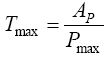 T_max = A_P / P_max